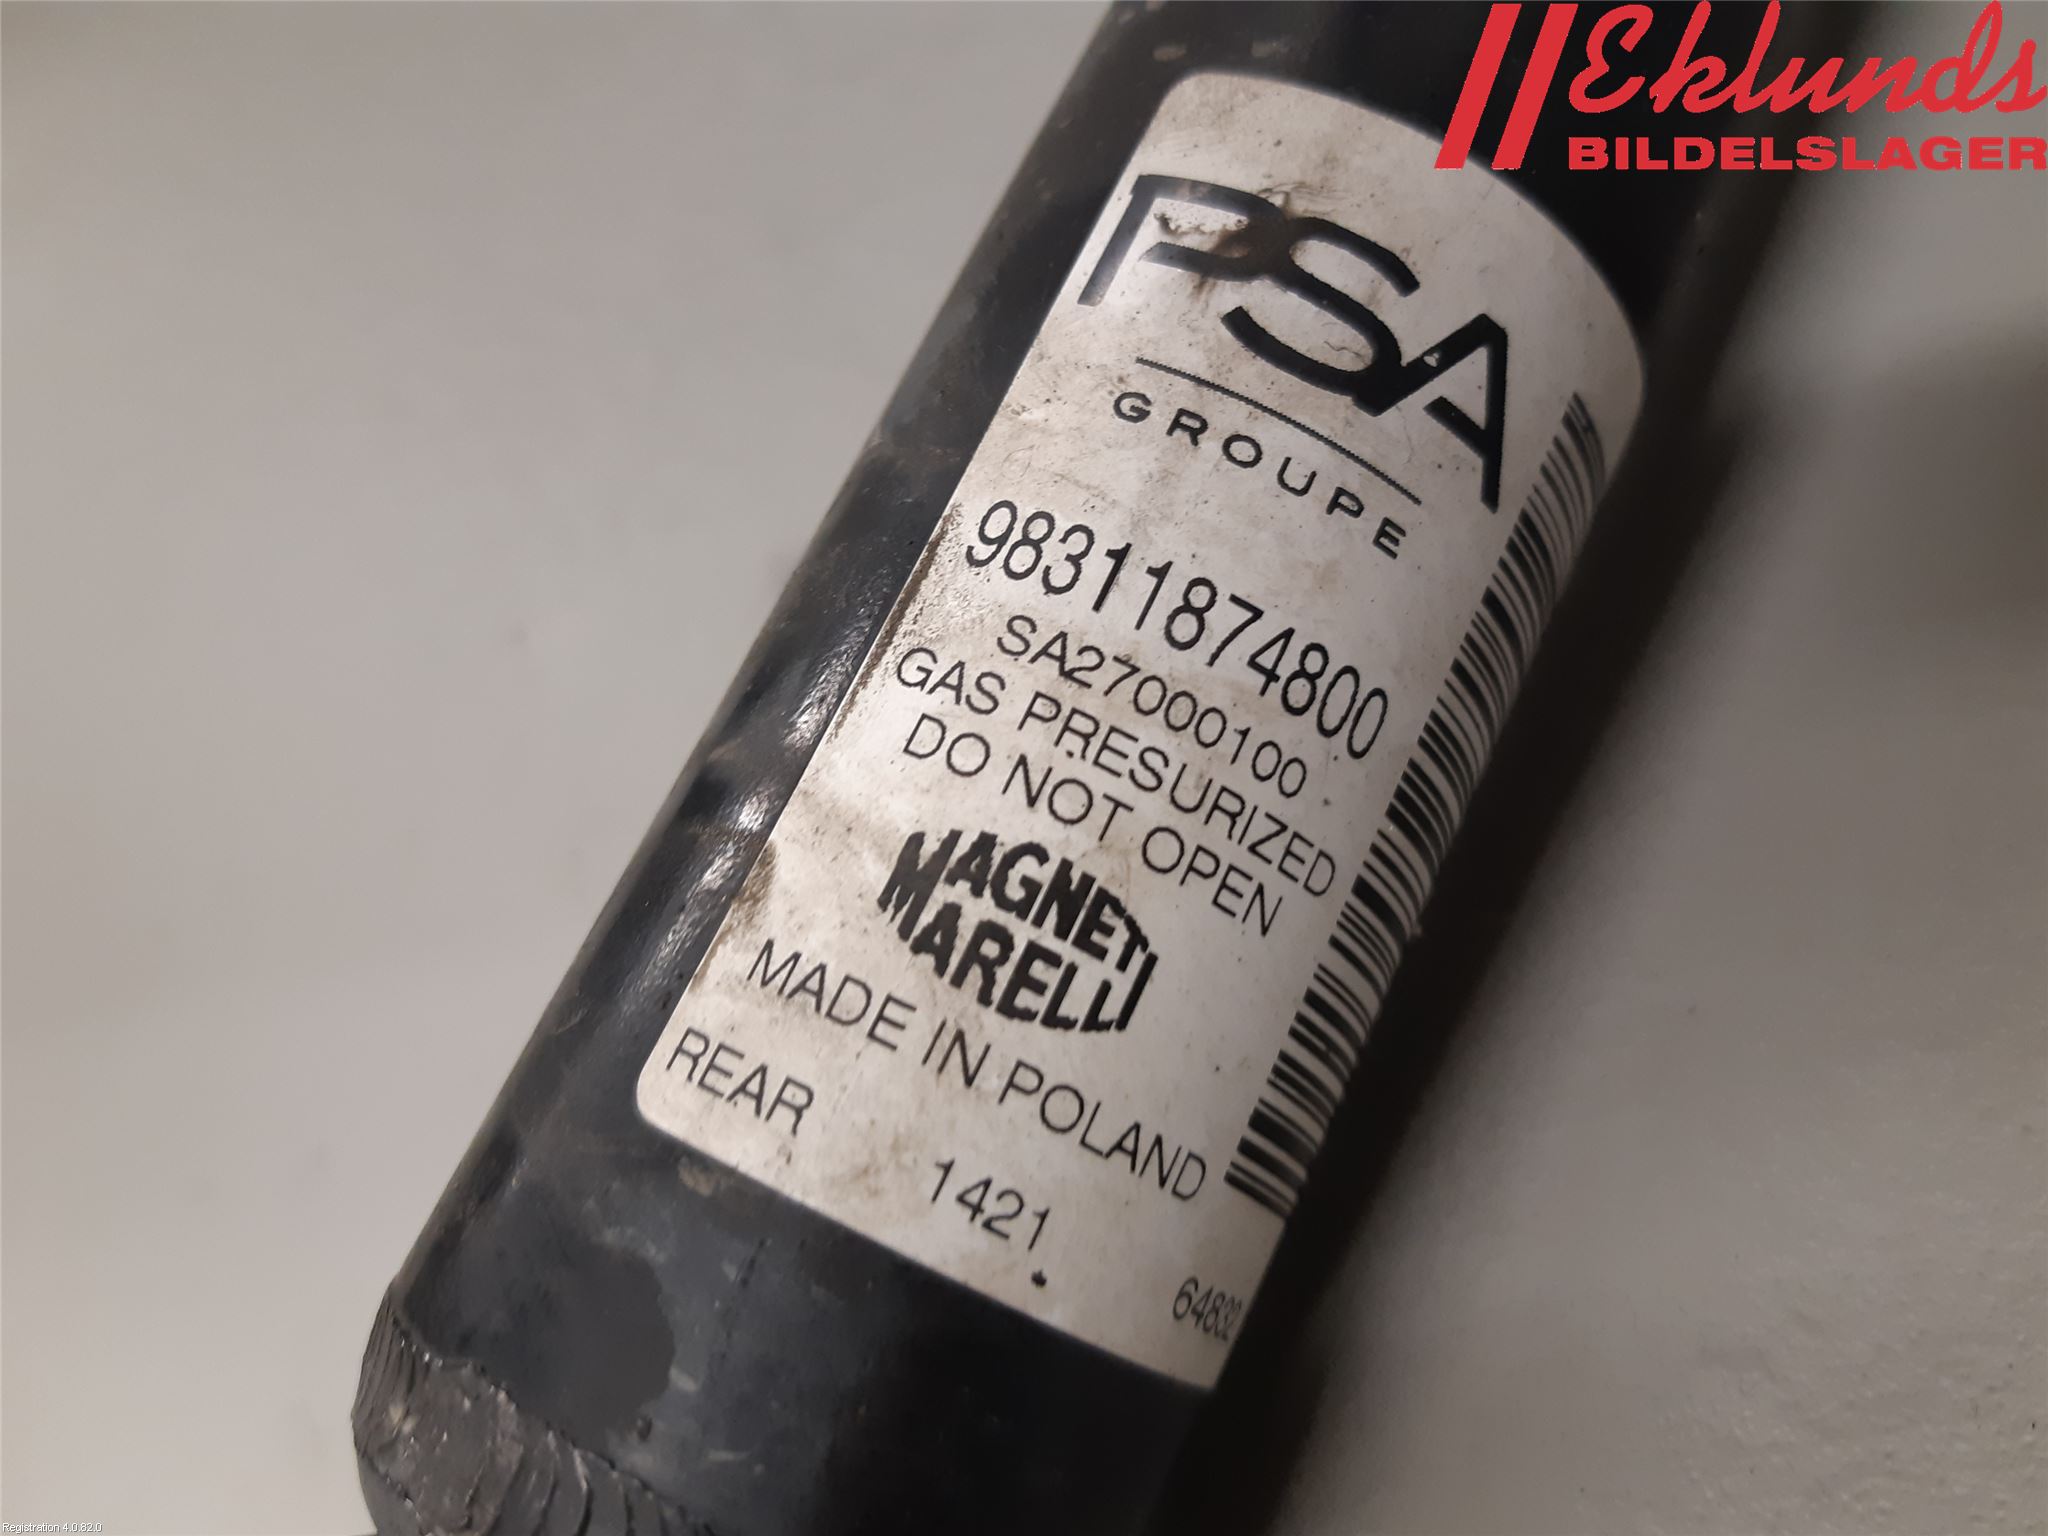 Eklunds
BILDELSLAGER
PSA
GROUPE
98311874800
SA27000100
GAS PRESURIZED
DO NOT OPEN
MAGNETI
MARELLI
MADE IN POLAND
REAR
1421
64832
Registration 4.0.82.0